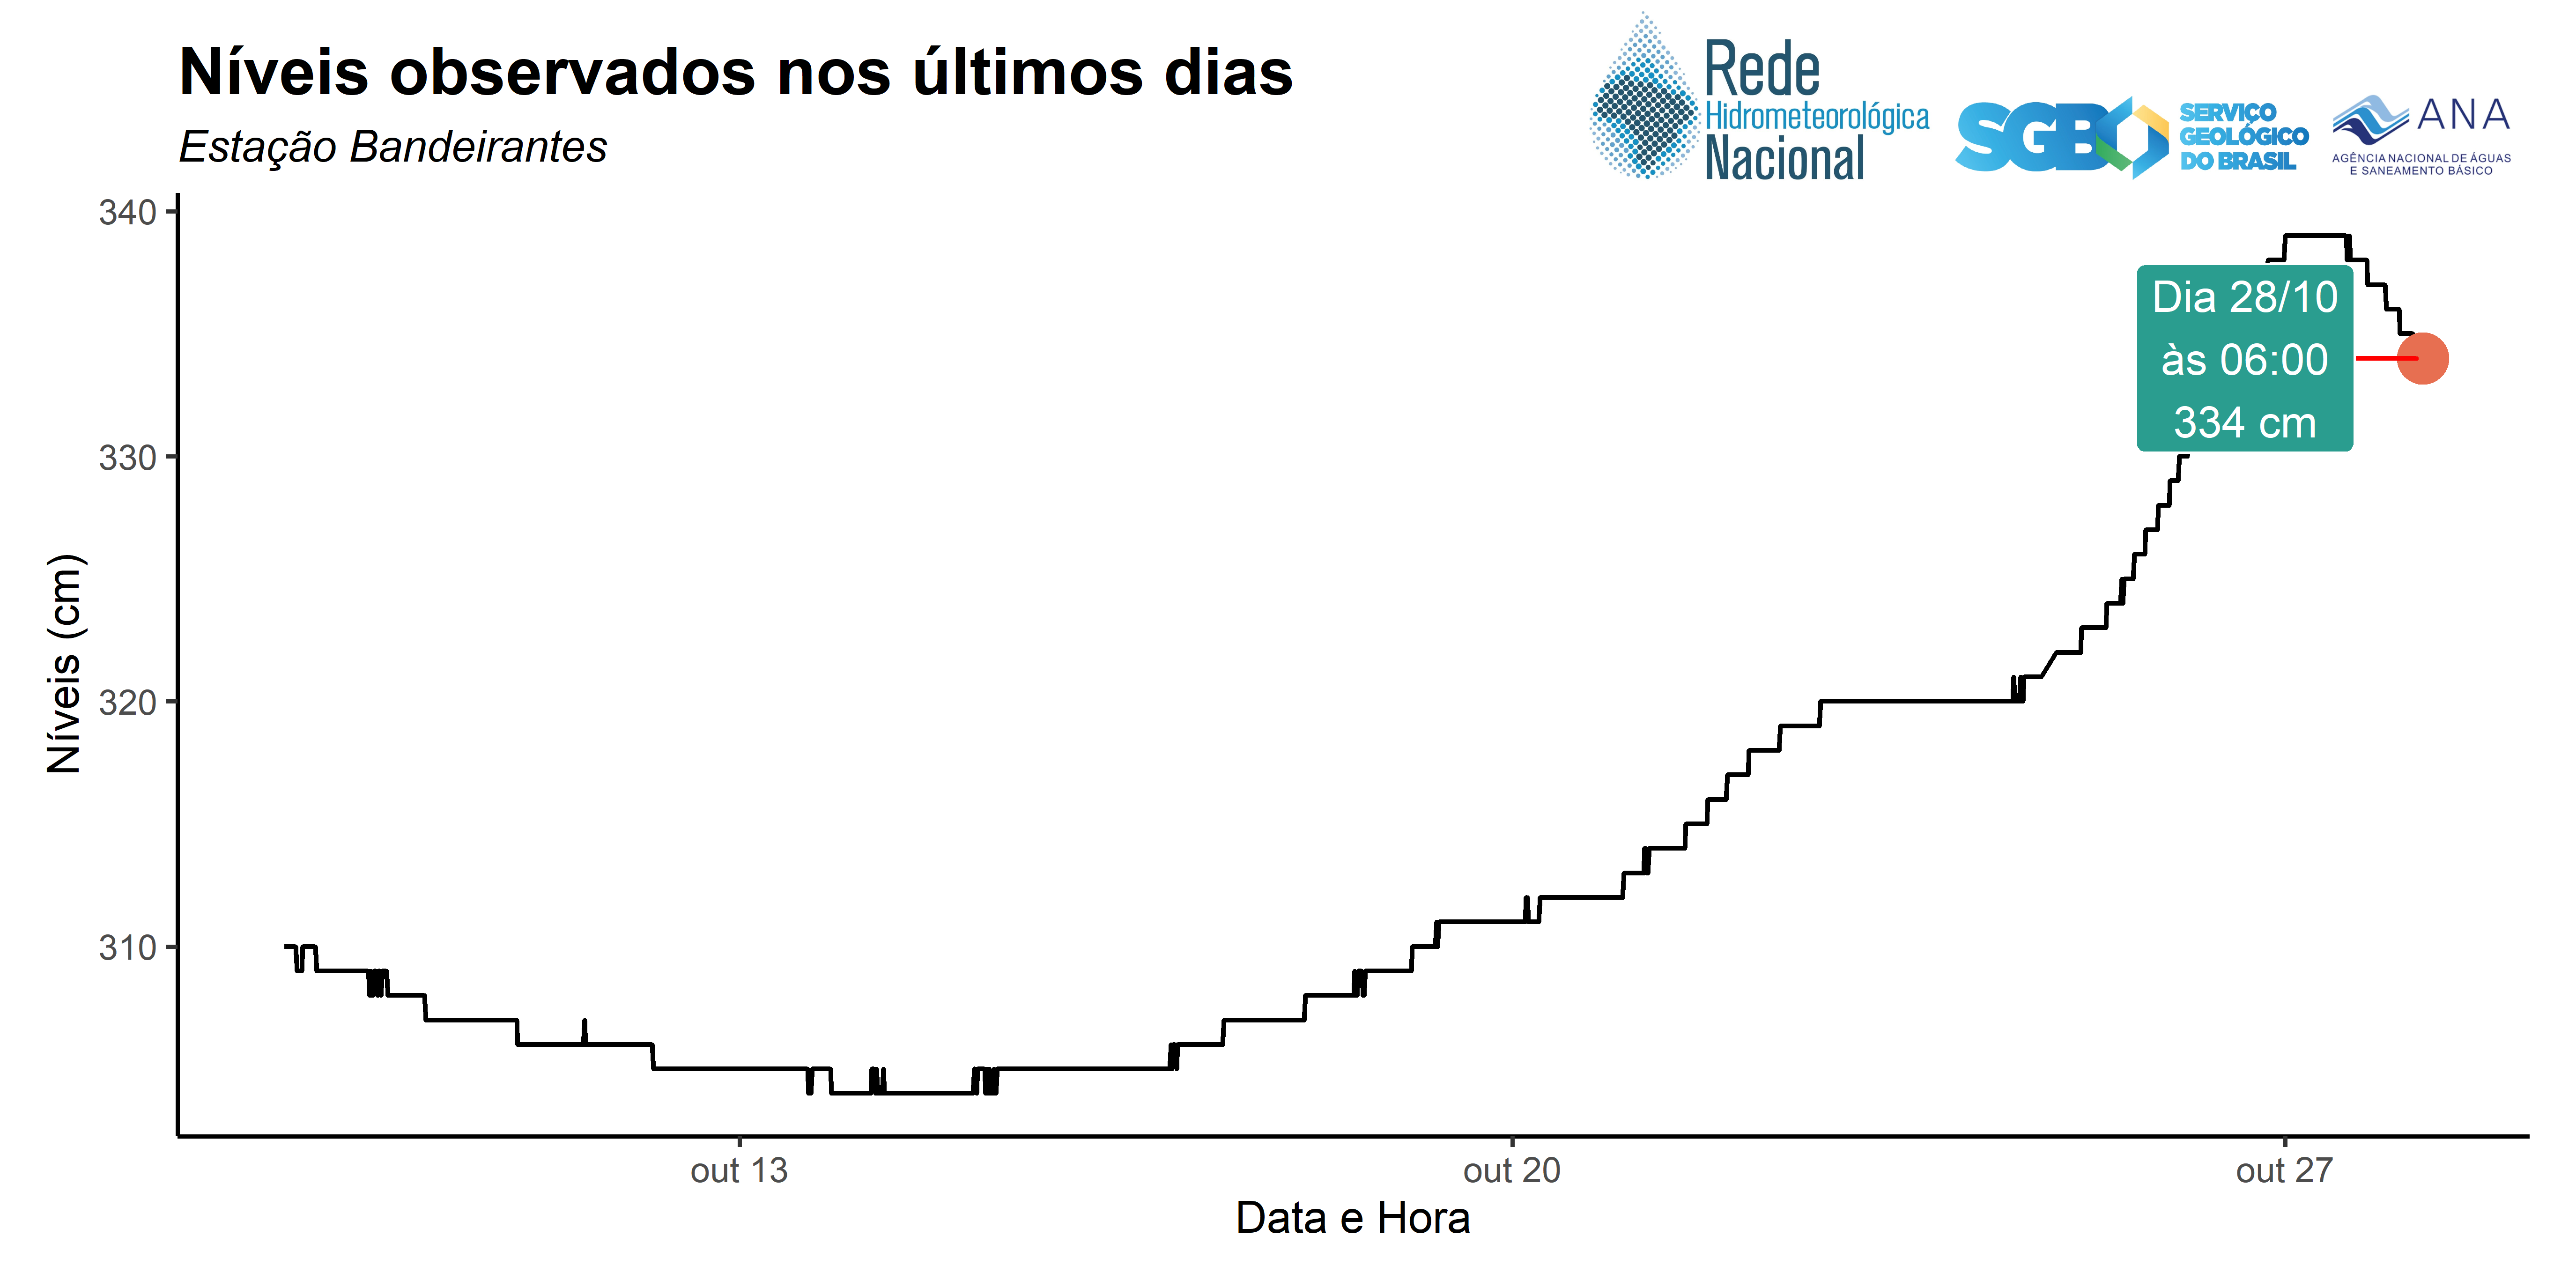 Níveis observados nos últimos dias
Estação Bandeirantes
Rede
Hidrometeorológica
Nacional
SGB
SERVIÇO
GEOLÓGICO
DO BRASIL
ANA
AGÊNCIA NACIONAL DE ÁGUAS
E SANEAMENTO BÁSICO
340
330
320
310
Níveis (cm)
Dia 28/10
às 06:00
334 cm
out 13
out 20
out 27
Data e Hora